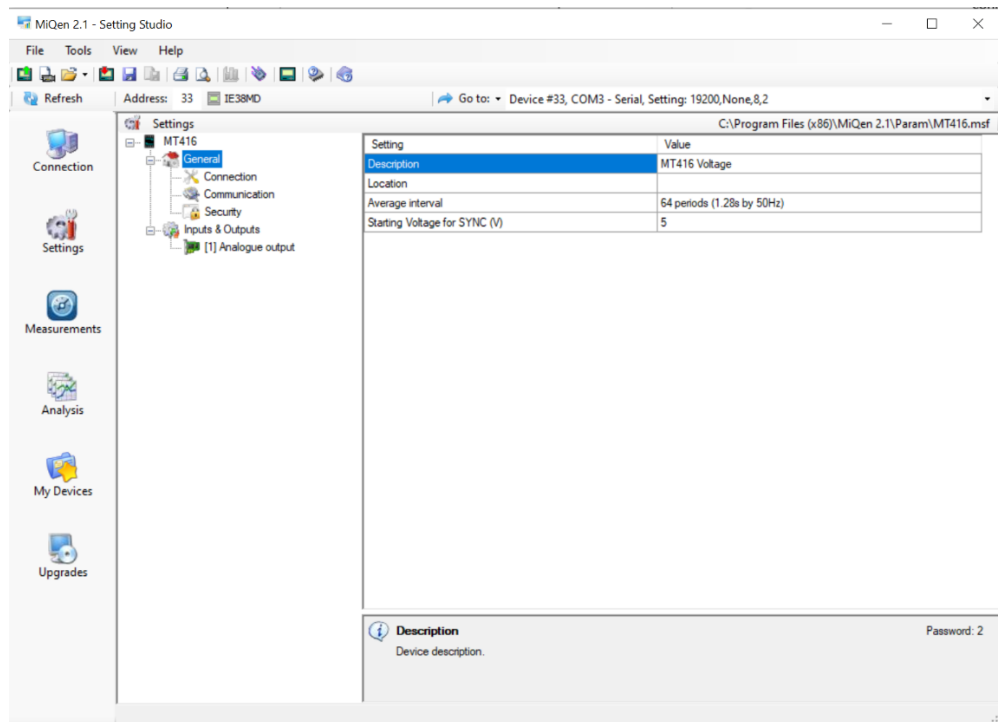 MiQen 2.1 - Setting Studio
File Tools View Help
Refresh Address: 33 IE38MD Go to: Device #33, COM3 - Serial, Setting: 19200,None,8,2
Settings C:\Program Files (x86)\MiQen 2.1\Param\MT416.msf
Connection
Settings
Measurements
Analysis
My Devices
Upgrades
MT416
General
Connection
Communication
Security
Inputs & Outputs
[1] Analogue output
Setting Value
Description MT416 Voltage
Location
Average interval 64 periods (1.28s by 50Hz)
Starting Voltage for SYNC (V) 5
Description Password: 2
Device description.